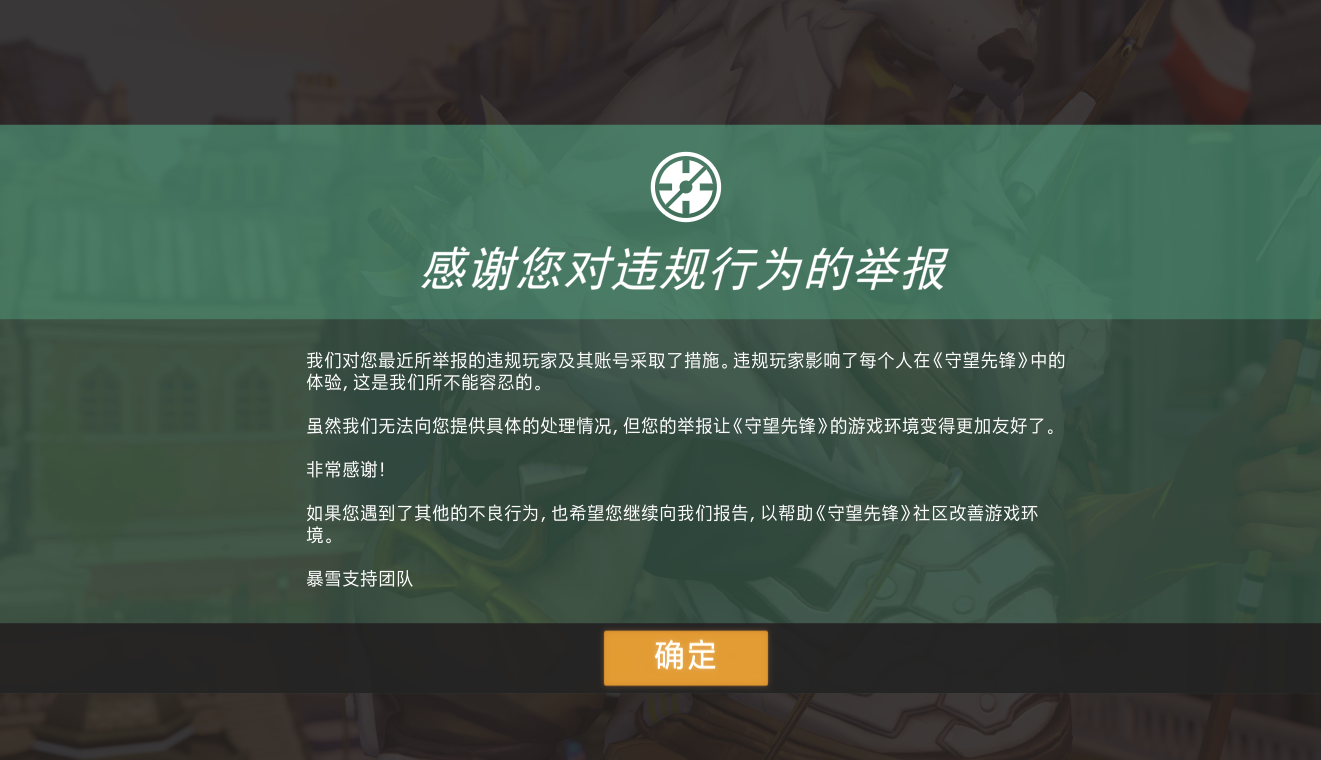 感谢您对违规行为的举报
我们对您最近所举报的违规玩家及其账号采取了措施。违规玩家影响了每个人在《守望先锋》中的
体验，这是我们所不能容忍的。
虽然我们无法向您提供具体的处理情况，但您的举报让《守望先锋》的游戏环境变得更加友好了。
非常感谢！
如果您遇到了其他的不良行为，也希望您继续向我们报告，以帮助《守望先锋》社区改善游戏环
境。
暴雪支持团队
确定